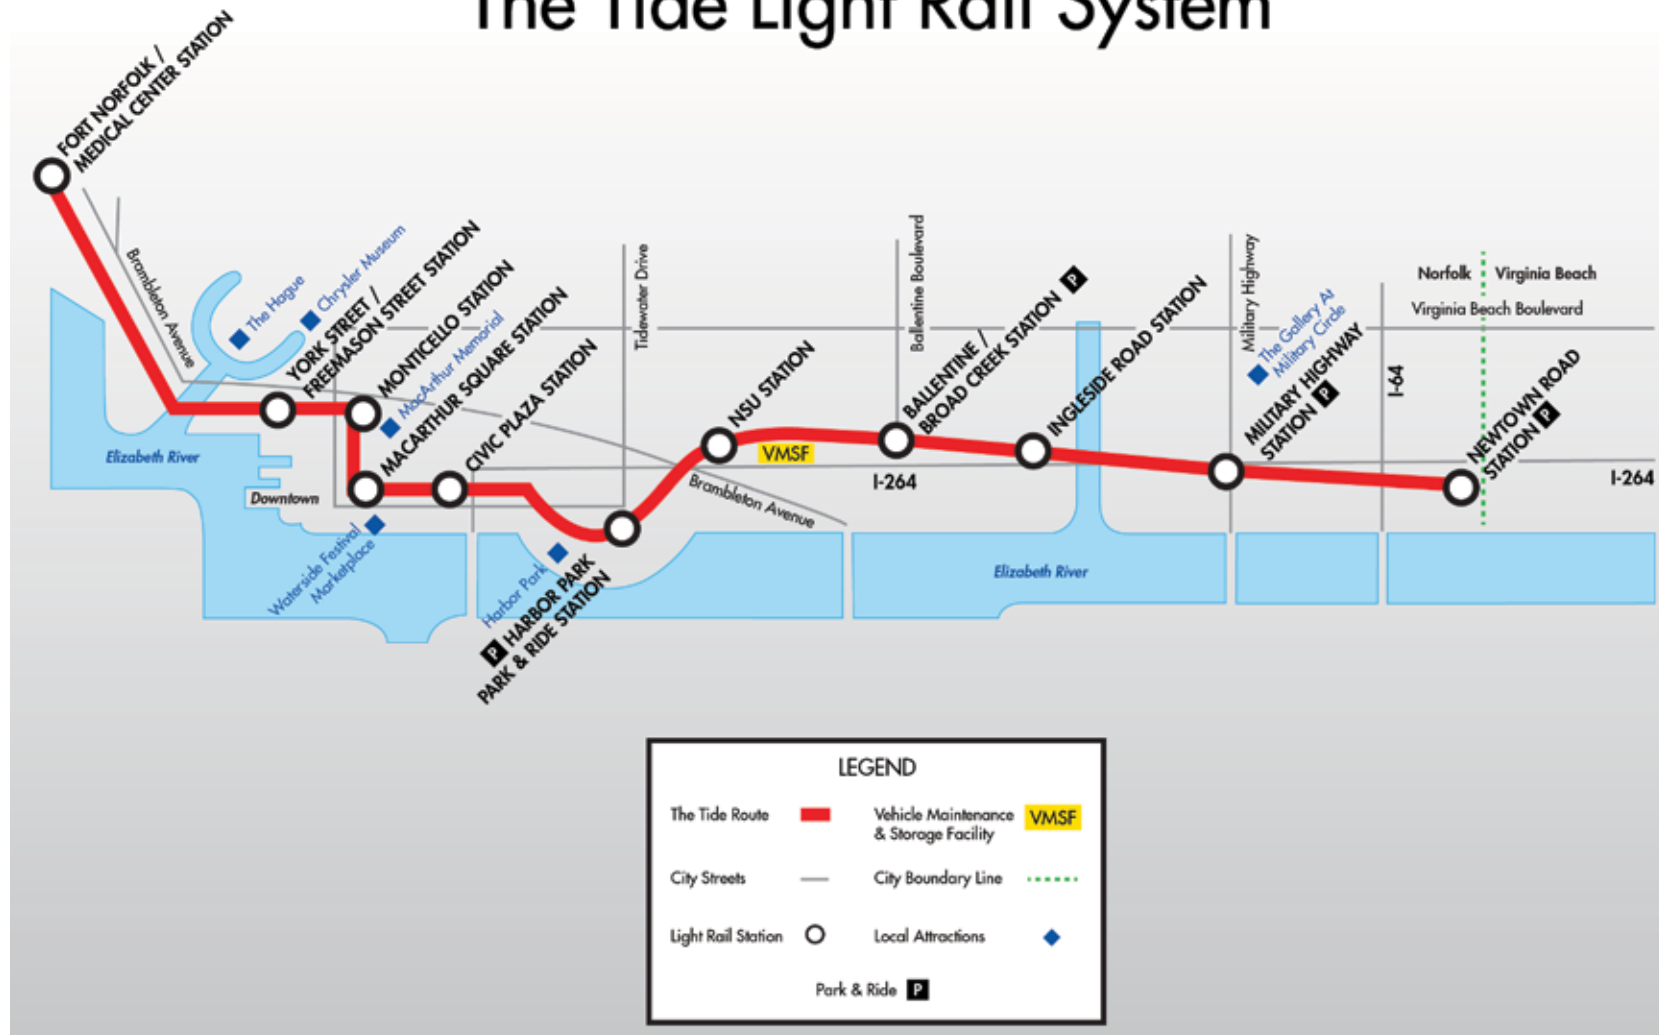 The Tide Light Rail System
FORT NORFOLK /
MEDICAL CENTER STATION
Brambleton Avenue
The Hague
Chrysler Museum
YORK STREET /
FREEMASON STREET STATION
MONTICELLO STATION
MacArthur Memorial
MACARTHUR SQUARE STATION
CIVIC PLAZA STATION
Tidewater Drive
NSU STATION
VMSF
Ballentine Boulevard
BALLENTINE /
BROAD CREEK STATION P
INGLESIDE ROAD STATION
Military Highway
The Gallery At
Military Circle
MILITARY HIGHWAY
STATION P
I-64
Norfolk
Virginia Beach
Virginia Beach Boulevard
NEWTOWN ROAD
STATION P
I-264
I-264
Brambleton Avenue
Elizabeth River
Downtown
Waterside Festival
Marketplace
Harbor Park
P HARBOR PARK
PARK & RIDE STATION
Elizabeth River
LEGEND
The Tide Route
Vehicle Maintenance
& Storage Facility
VMSF
City Streets
City Boundary Line
Light Rail Station
Local Attractions
Park & Ride P